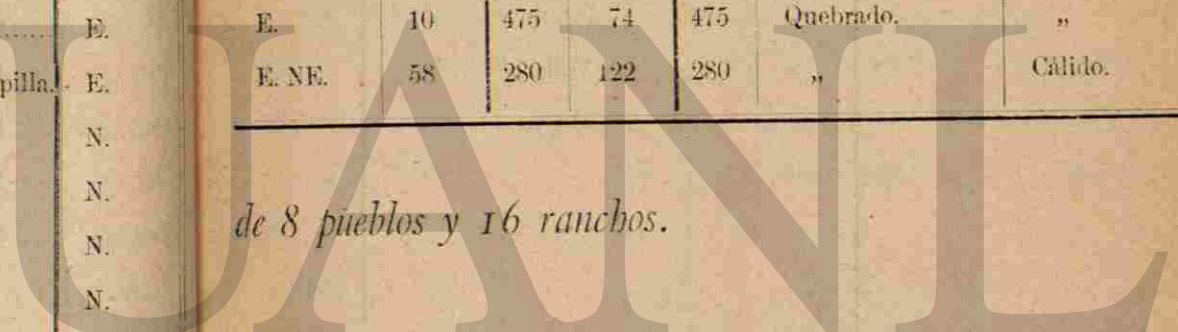 ..... E.
pilla. E.
N.
N.
N.
N.
E. 10 475 74 475 Quebrado. „
E. NE. 58 280 122 280 „ Cálido.
de 8 pueblos y 16 ranchos.
UANL